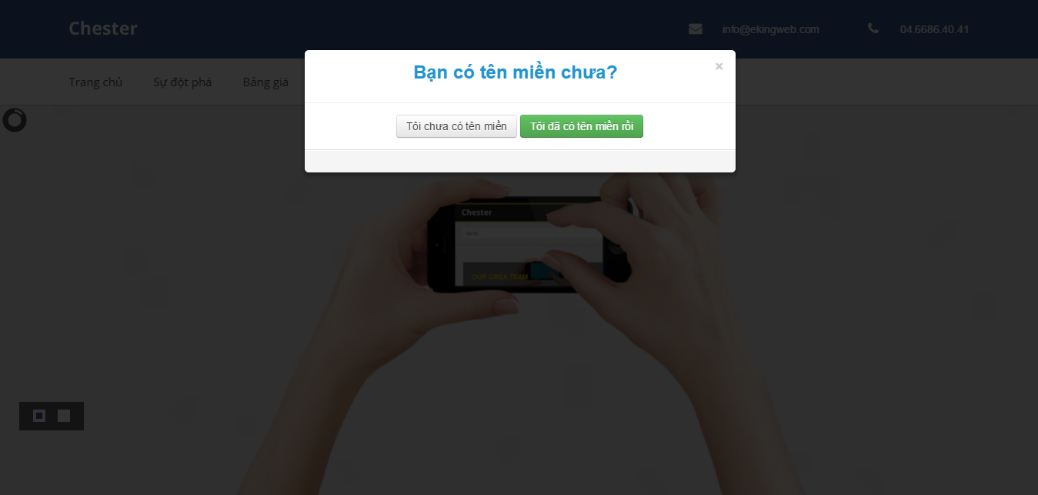 Chester
info@ekingweb.com
04.6686.40.41
Trang chủ
Sự đột phá
Bảng giá
Bạn có tên miền chưa?
×
Tôi chưa có tên miền
Tôi đã có tên miền rồi
Chester